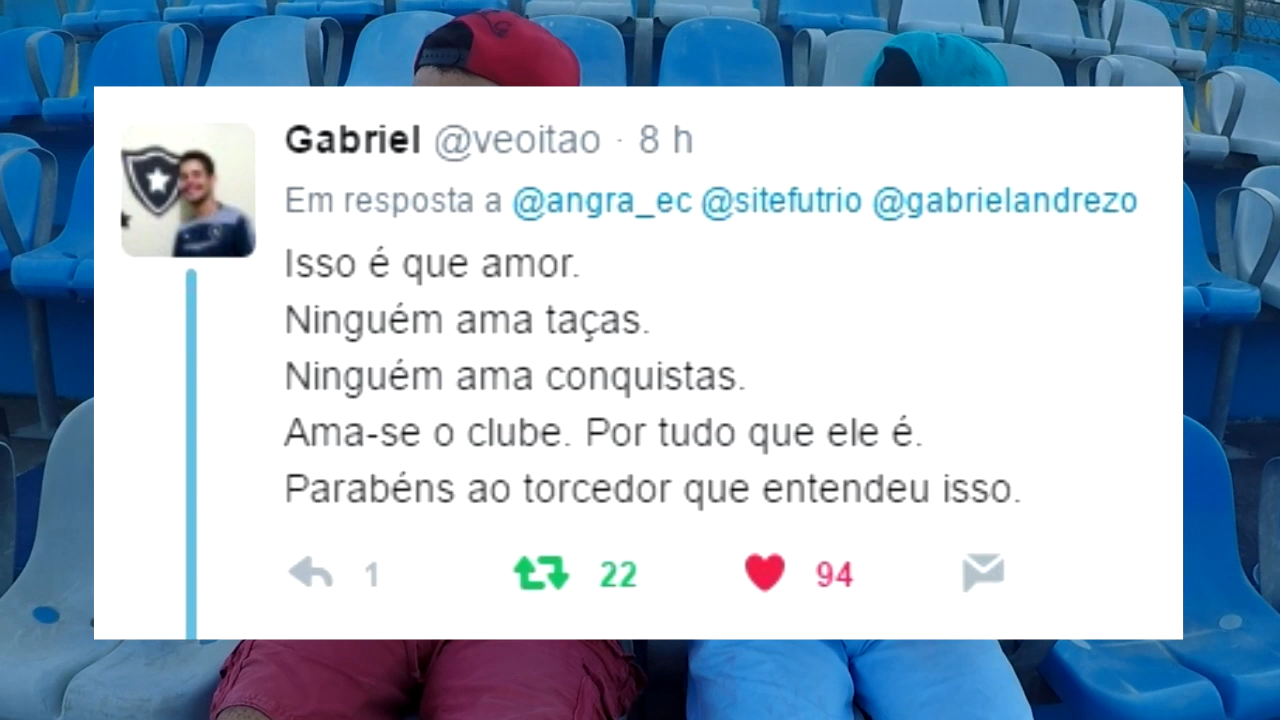 Gabriel @veoitao · 8 h
Em resposta a @angra_ec @sitefutrio @gabrielandrezo
Isso é que amor.
Ninguém ama taças.
Ninguém ama conquistas.
Ama-se o clube. Por tudo que ele é.
Parabéns ao torcedor que entendeu isso.
1 22 94